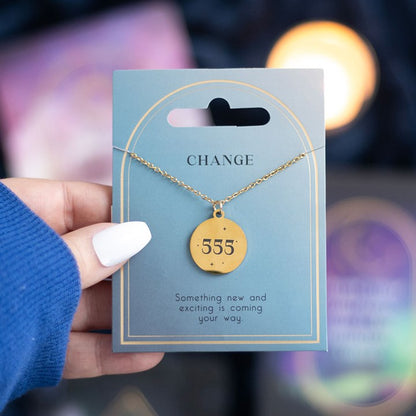 CHANGE
555
Something new and
exciting is coming
your way.